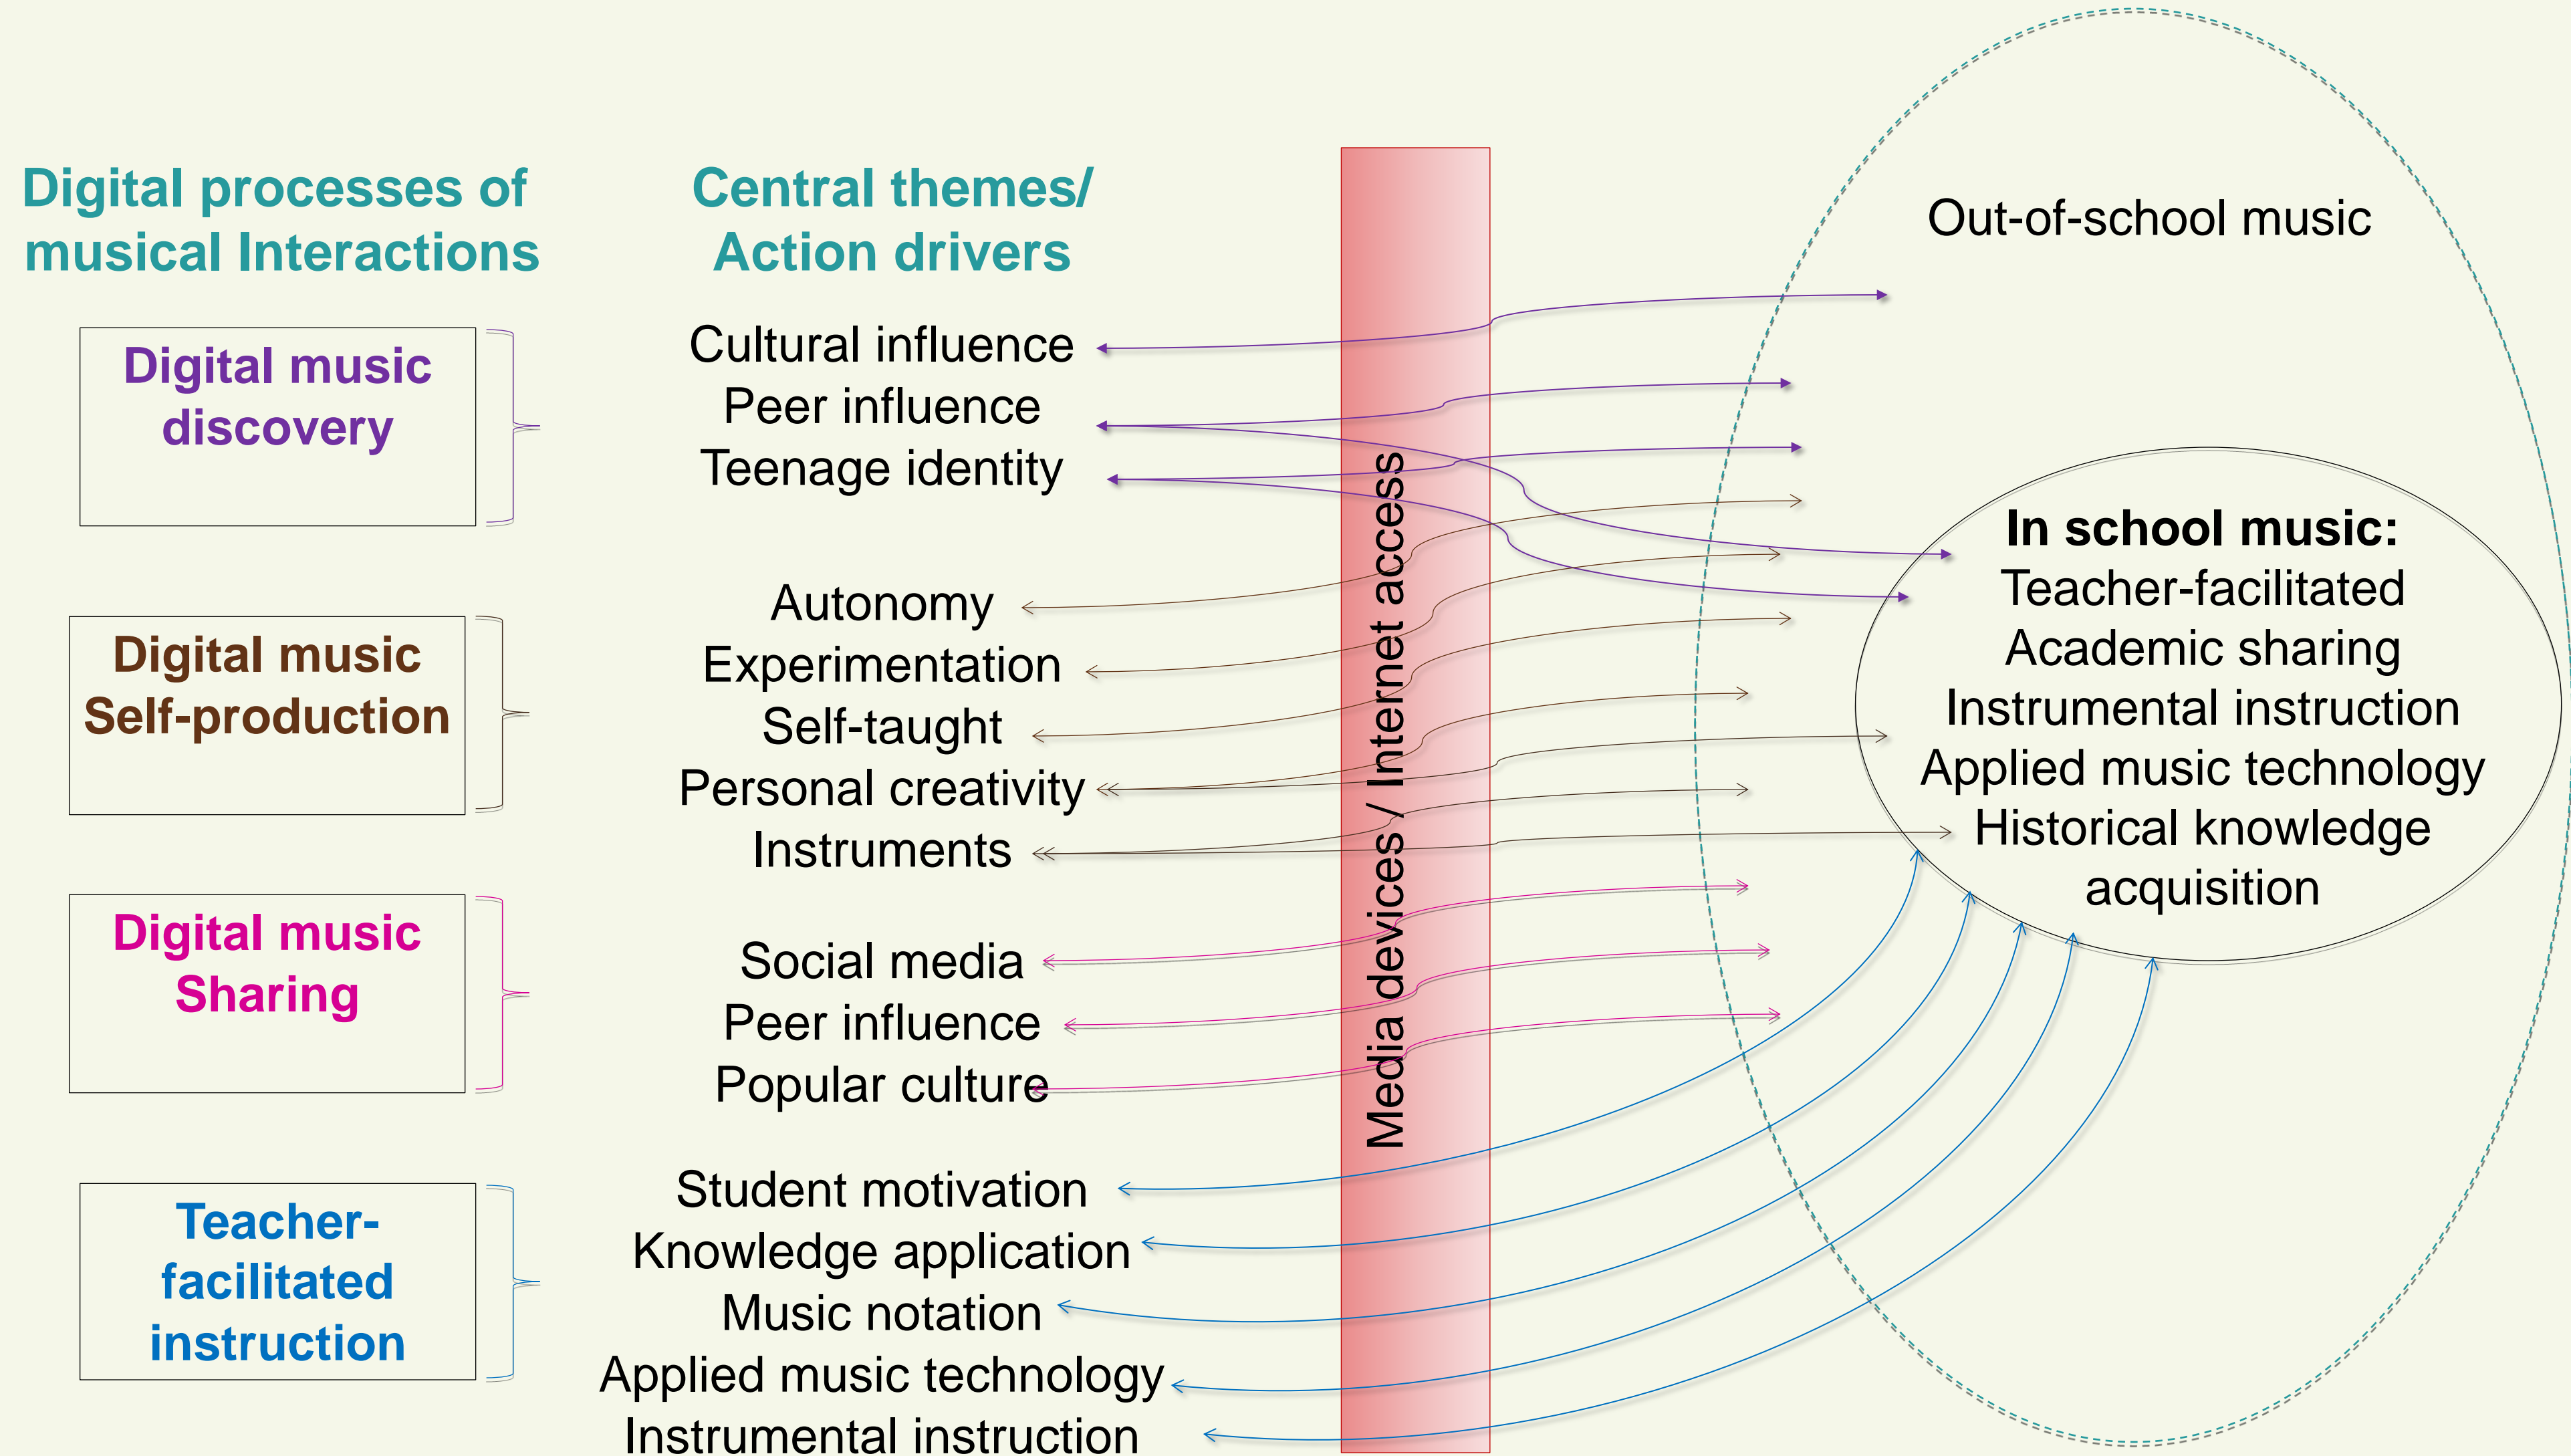 Digital processes of
musical Interactions
Central themes/
Action drivers
Digital music
discovery
Cultural influence
Peer influence
Teenage identity
Digital music
Self-production
Autonomy
Experimentation
Self-taught
Personal creativity
Instruments
Digital music
Sharing
Social media
Peer influence
Popular culture
Teacher-
facilitated
instruction
Student motivation
Knowledge application
Music notation
Applied music technology
Instrumental instruction
Media devices / Internet access
Out-of-school music
In school music:
Teacher-facilitated
Academic sharing
Instrumental instruction
Applied music technology
Historical knowledge
acquisition